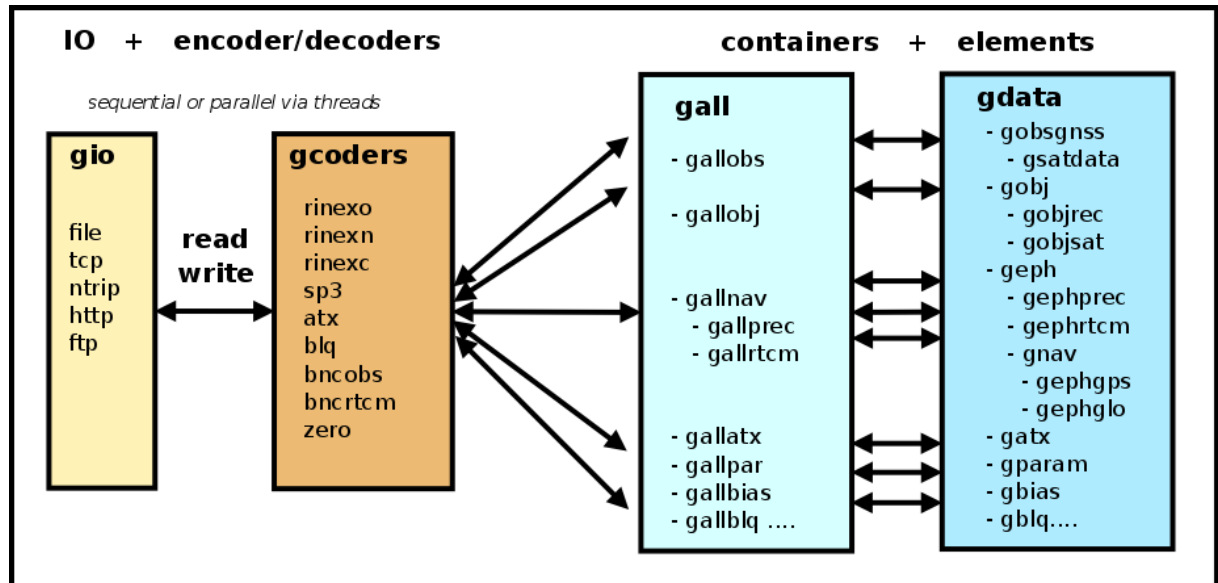 IO + encoder/decoders
containers + elements
sequential or parallel via threads
gio
file
tcp
ntrip
http
ftp
read
write
gcoders
rinexo
rinexn
rinexc
sp3
atx
blq
bncobs
bncrtcm
zero
gall
- gallobs
- gallobj
- gallnav
- gallprec
- gallrtcm
- gallatx
- gallpar
- gallbias
- gallblq ....
gdata
- gobsgnss
- gsatdata
- gobj
- gobjrec
- gobjsat
- geph
- gephprec
- gephrtcm
- gnav
- gephgps
- gephglo
- gatx
- gparam
- gbias
- gblq....